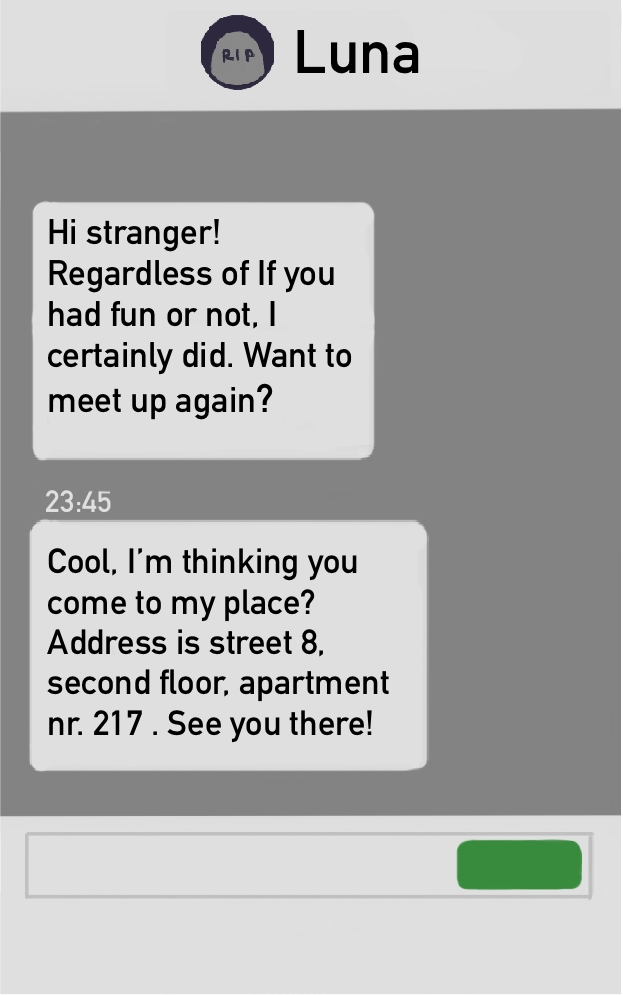 RIP
Luna
Hi stranger!
Regardless of If you
had fun or not, I
certainly did. Want to
meet up again?
23:45
Cool, I'm thinking you
come to my place?
Address is street 8,
second floor, apartment
nr. 217 . See you there!